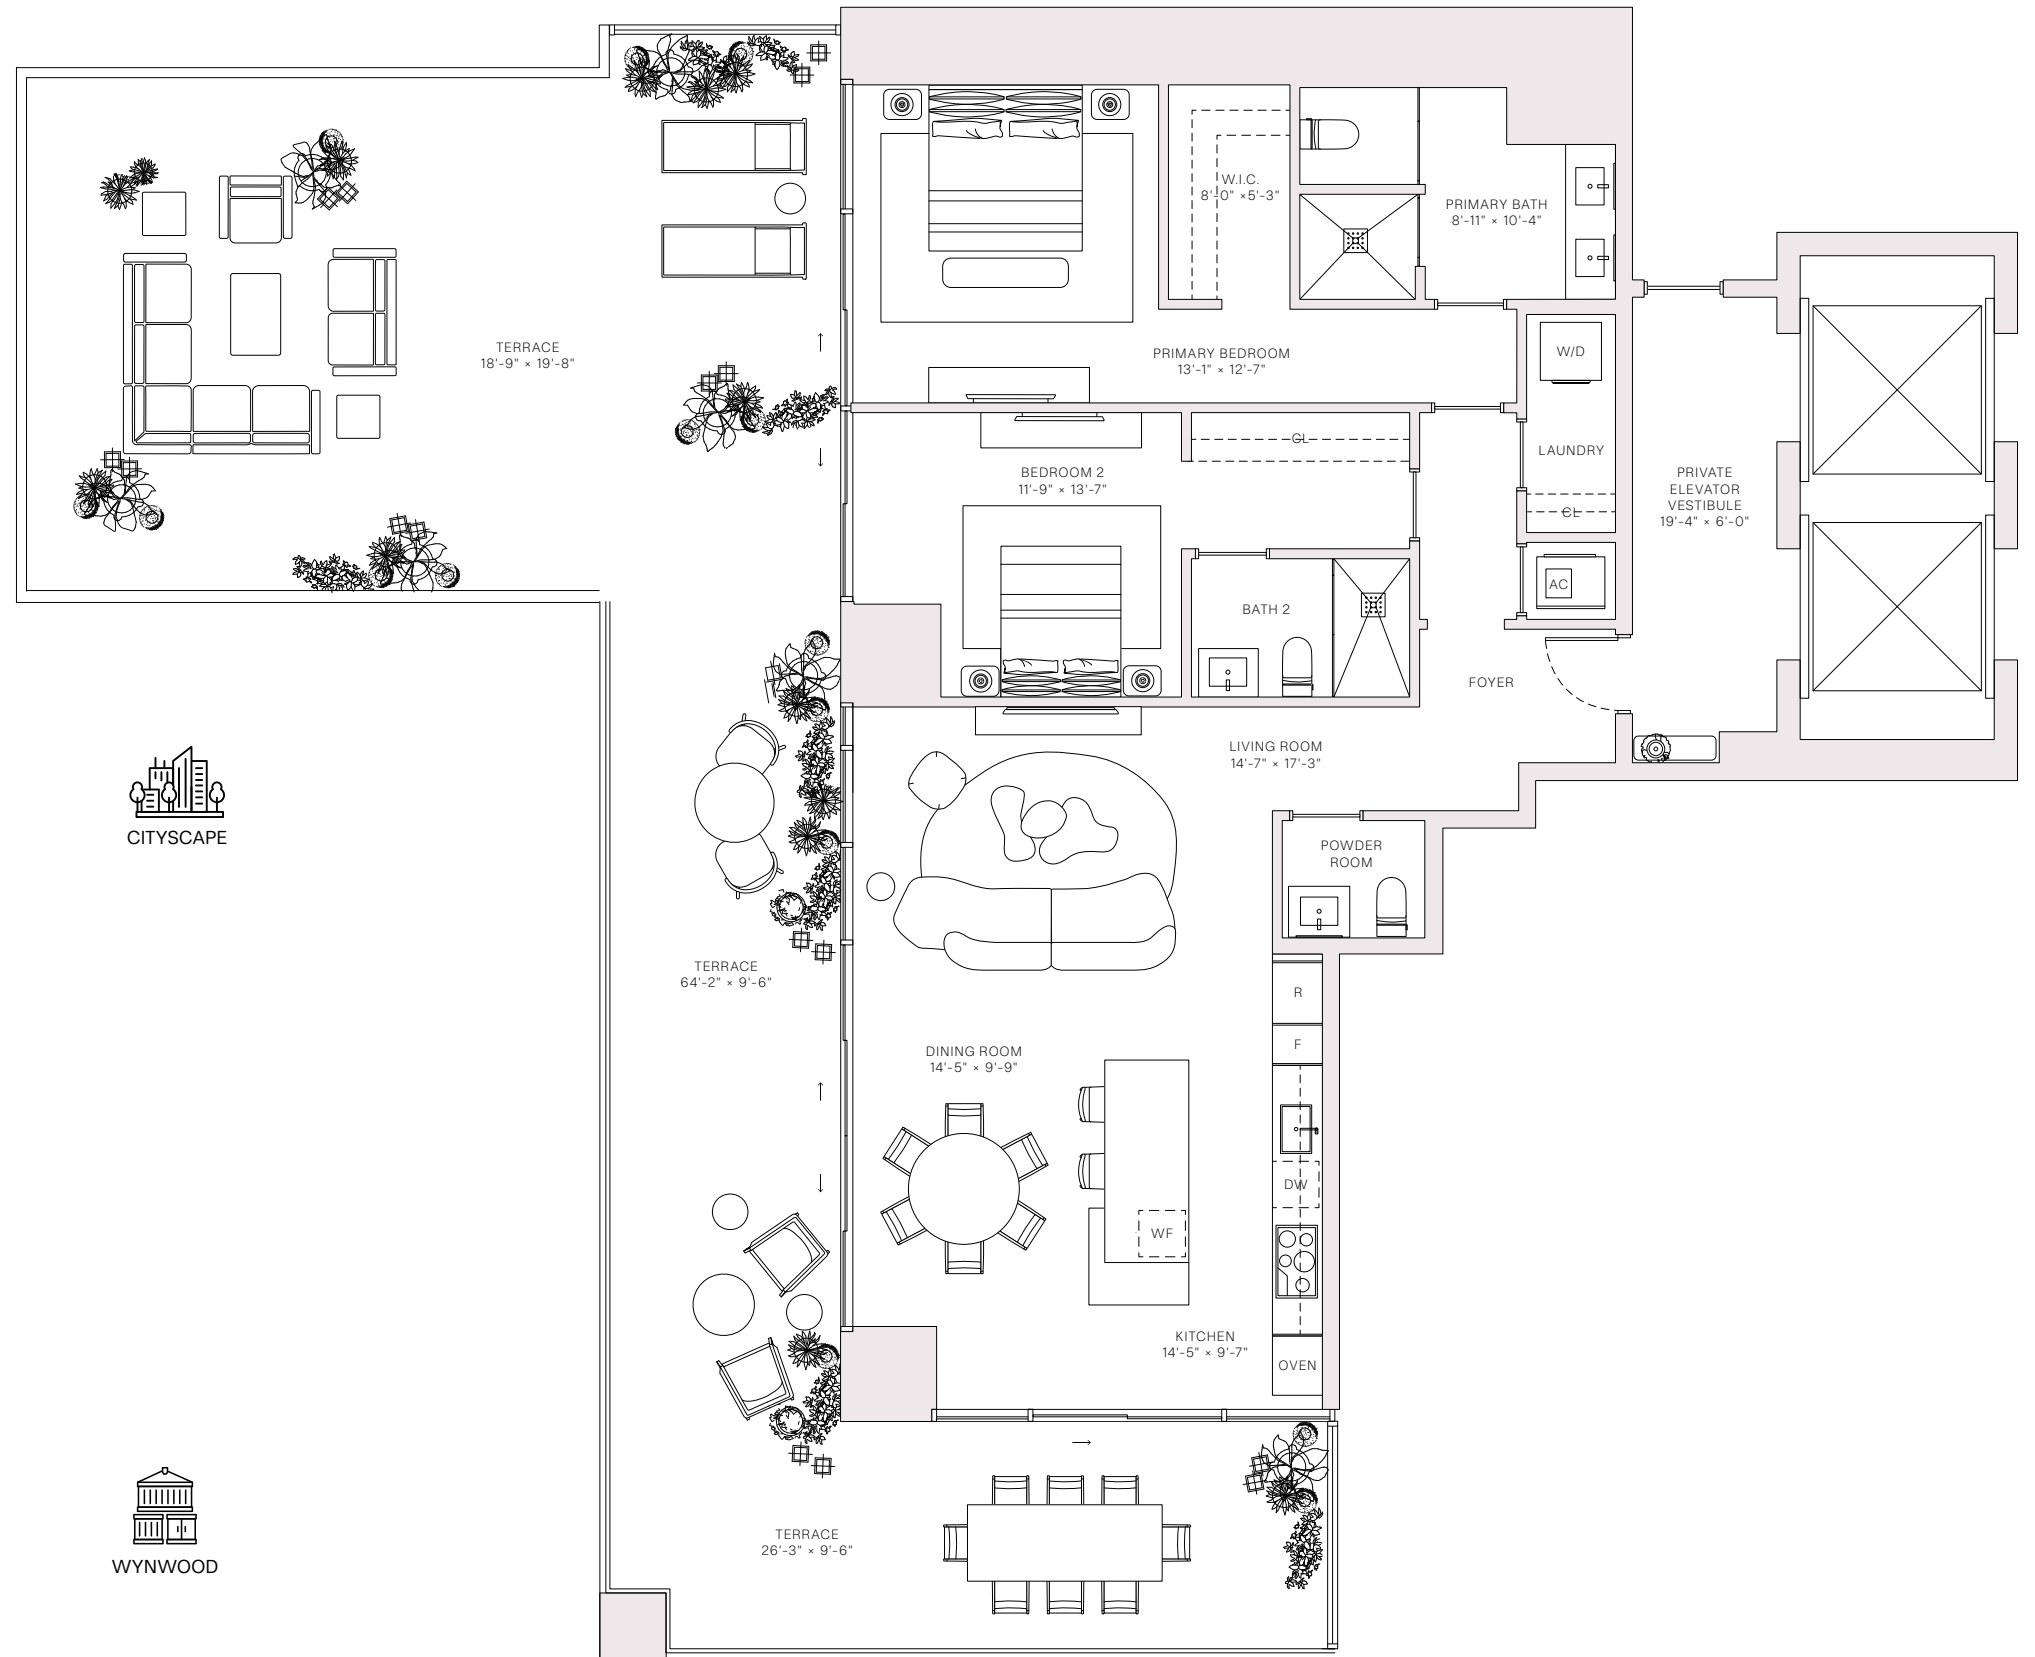 W.I.C.
8'-0" ×5'-3"
PRIMARY BATH
8'-11" × 10'-4"
TERRACE
18'-9" × 19'-8"
PRIMARY BEDROOM
13'-1" × 12'-7"
W/D
CL
LAUNDRY
BEDROOM 2
11'-9" × 13'-7"
PRIVATE
ELEVATOR
VESTIBULE
19'-4" × 6'-0"
CL
AC
BATH 2
FOYER
LIVING ROOM
14'-7" × 17'-3"
CITYSCAPE
POWDER
ROOM
TERRACE
64'-2" × 9'-6"
R
F
DINING ROOM
14'-5" × 9'-9"
DW
WF
KITCHEN
14'-5" × 9'-7"
OVEN
TERRACE
26'-3" × 9'-6"
WYNWOOD